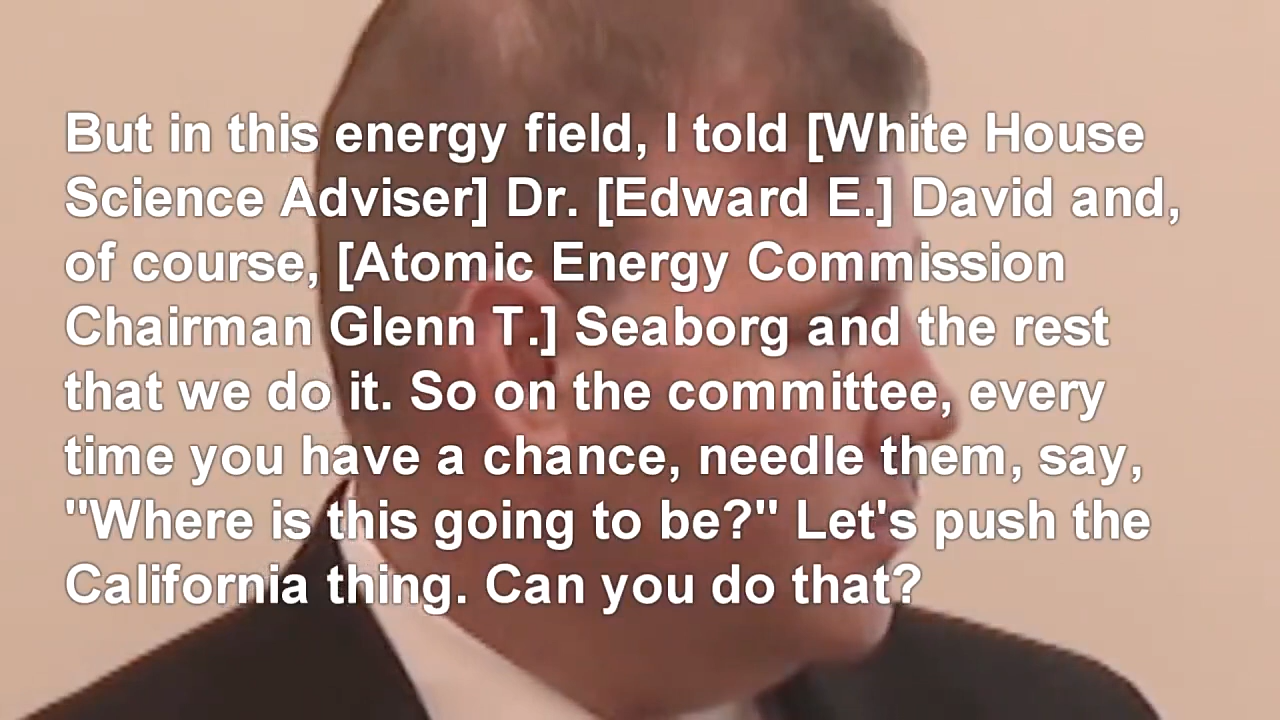 But in this energy field, I told [White House
Science Adviser] Dr. [Edward E.] David and,
of course, [Atomic Energy Commission
Chairman Glenn T.] Seaborg and the rest
that we do it. So on the committee, every
time you have a chance, needle them, say,
"Where is this going to be?" Let's push the
California thing. Can you do that?